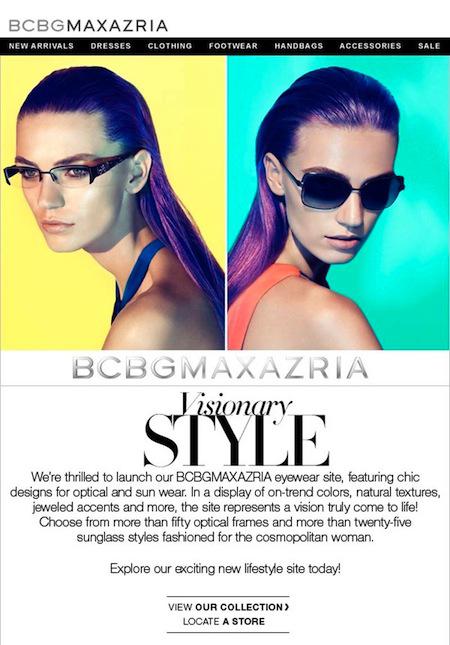 BCBGMAXAZRIA
NEW ARRIVALS DRESSES CLOTHING FOOTWEAR HANDBAGS ACCESSORIES SALE
BCBGMAXAZRIA
Visionary
STYLE
We're thrilled to launch our BCBGMAXAZRIA eyewear site, featuring chic
designs for optical and sun wear. In a display of on-trend colors, natural textures,
jeweled accents and more, the site represents a vision truly come to life!
Choose from more than fifty optical frames and more than twenty-five
sunglass styles fashioned for the cosmopolitan woman.
Explore our exciting new lifestyle site today!
VIEW OUR COLLECTION›
LOCATE A STORE